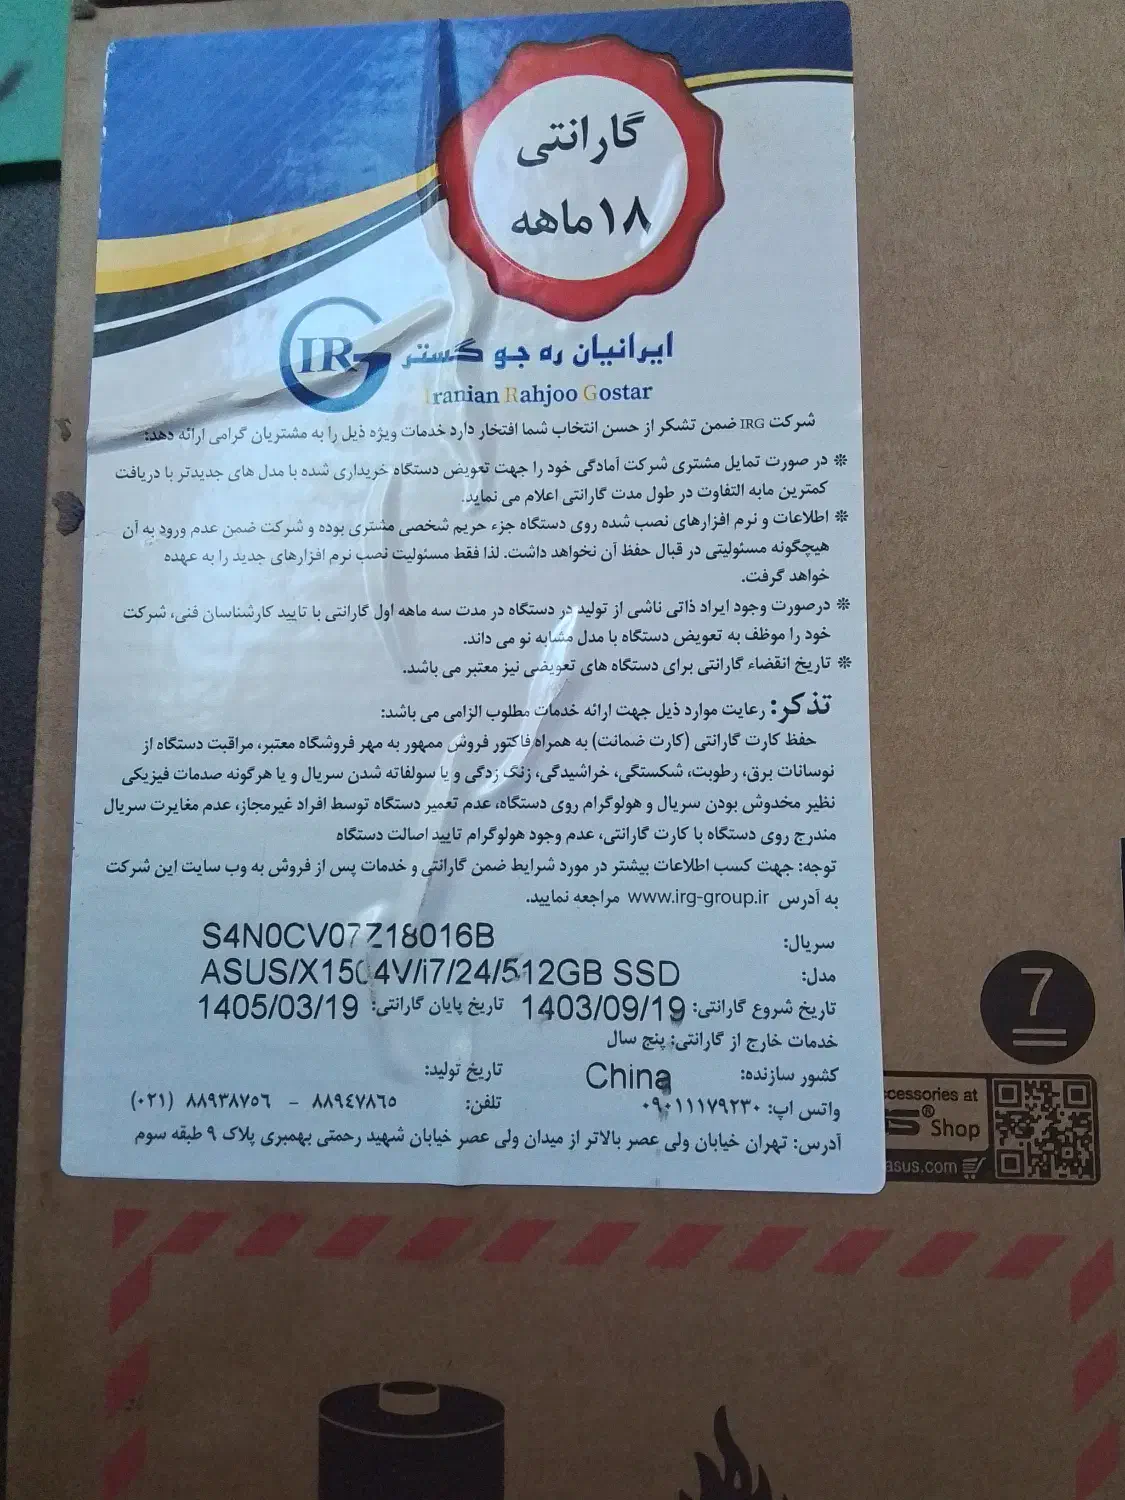 گارانتی
۱۸ ماهه
IRG
ایرانیان ره جو گستر
Iranian Rahjoo Gostar
شرکت IRG ضمن تشکر از حسن انتخاب شما افتخار دارد خدمات ویژه ذیل را به مشتریان گرامی ارائه دهد:
❊ در صورت تمایل مشتری شرکت آمادگی خود را جهت تعویض دستگاه خریداری شده با مدل های جدیدتر با دریافت
کمترین مابه التفاوت در طول مدت گارانتی اعلام می نماید.
❊ اطلاعات و نرم افزارهای نصب شده روی دستگاه جزء حریم شخصی مشتری بوده و شرکت ضمن عدم ورود به آن
هیچگونه مسئولیتی در قبال حفظ آن نخواهد داشت. لذا فقط مسئولیت نصب نرم افزارهای جدید را به عهده
خواهد گرفت.
❊ درصورت وجود ایراد ذاتی ناشی از تولید در دستگاه در مدت سه ماهه اول گارانتی با تایید کارشناسان فنی، شرکت
خود را موظف به تعویض دستگاه با مدل مشابه نو می داند.
❊ تاریخ انقضاء گارانتی برای دستگاه های تعویضی نیز معتبر می باشد.
تذکر: رعایت موارد ذیل جهت ارائه خدمات مطلوب الزامی می باشد:
حفظ کارت گارانتی (کارت ضمانت) به همراه فاکتور فروش ممهور به مهر فروشگاه معتبر، مراقبت دستگاه از
نوسانات برق، رطوبت، شکستگی، خراشیدگی، زنگ زدگی و یا سولفاته شدن سریال و یا هرگونه صدمات فیزیکی
نظیر مخدوش بودن سریال و هولوگرام روی دستگاه، عدم تعمیر دستگاه توسط افراد غیرمجاز، عدم مغایرت سریال
مندرج روی دستگاه با کارت گارانتی، عدم وجود هولوگرام تایید اصالت دستگاه
توجه: جهت کسب اطلاعات بیشتر در مورد شرایط ضمن گارانتی و خدمات پس از فروش به وب سایت این شرکت
به آدرس www.irg-group.ir مراجعه نمایید.
سریال: S4N0CV07Z18016B
مدل: ASUS/X1504V/i7/24/512GB SSD
تاریخ شروع گارانتی: 1403/09/19 تاریخ پایان گارانتی: 1405/03/19
خدمات خارج از گارانتی: پنج سال
کشور سازنده: China تاریخ تولید:
واتس اپ: ۰۹۰۱۱۱۷۹۲۳۰ تلفن: ۸۸۹٤۷۸٦٥ – ۸۸۹۳۸۷٥٦ (۰۲۱)
آدرس: تهران خیابان ولی عصر بالاتر از میدان ولی عصر خیابان شهید رحمتی بهمبری پلاک ۹ طبقه سوم
7
ccessories at
S® Shop
asus.com